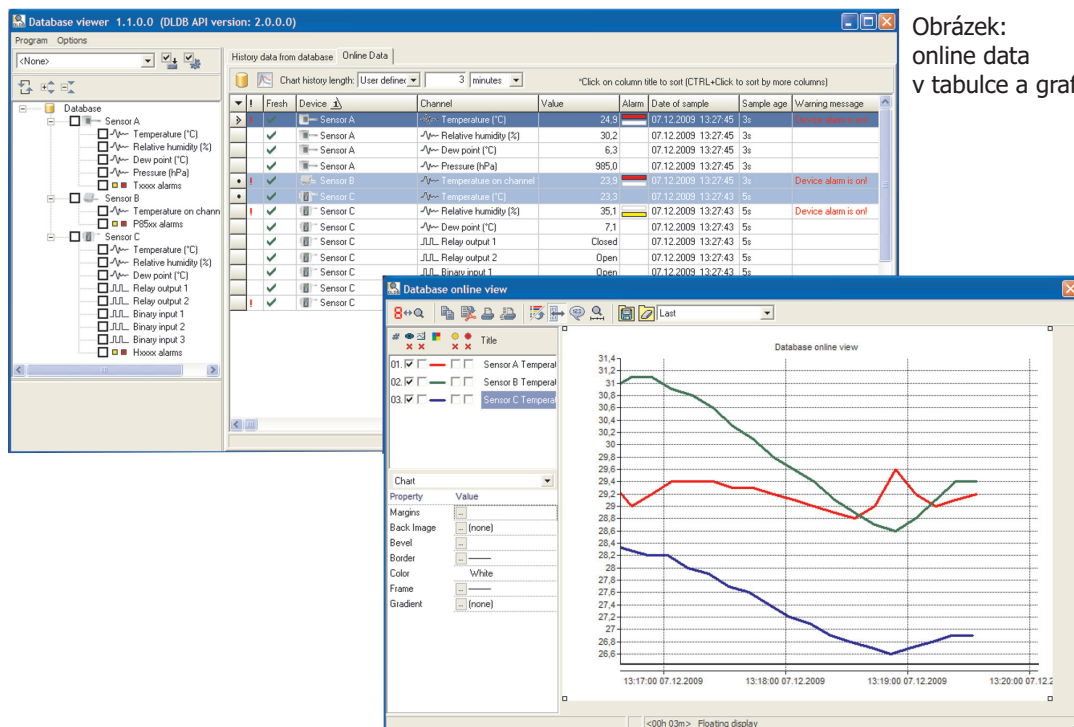 Database viewer 1.1.0.0 (DLDB API version: 2.0.0.0)
Program Options
<None>
Database
Sensor A
Temperature (°C)
Relative humidity (%)
Dew point (°C)
Pressure (hPa)
Txxxx alarms
Sensor B
Temperature on chann
P85xx alarms
Sensor C
Temperature (°C)
Relative humidity (%)
Dew point (°C)
Relay output 1
Relay output 2
Binary input 1
Binary input 2
Binary input 3
Hxxxx alarms
History data from database Online Data
Chart history length: User definec 3 minutes *Click on column title to sort (CTRL+Click to sort by more columns)
! Fresh Device 1 Channel Value Alarm Date of sample Sample age Warning message
! Sensor A Temperature (°C) 24,9 07.12.2009 13:27:45 3s Device alarm is on!
Sensor A Relative humidity (%) 30,2 07.12.2009 13:27:45 3s
Sensor A Dew point (°C) 6,3 07.12.2009 13:27:45 3s
Sensor A Pressure (hPa) 985,0 07.12.2009 13:27:45 3s
! Sensor B Temperature on channel 23,9 07.12.2009 13:27:45 3s Device alarm is on!
Sensor C Temperature (°C) 23,3 07.12.2009 13:27:43 5s
! Sensor C Relative humidity (%) 35,1 07.12.2009 13:27:43 5s Device alarm is on!
Sensor C Dew point (°C) 7,1 07.12.2009 13:27:43 5s
Sensor C Relay output 1 Closed 07.12.2009 13:27:43 5s
Sensor C Relay output 2 Open 07.12.2009 13:27:43 5s
Sensor C Binary input 1 Open 07.12.2009 13:27:43 5s
Sensor C
! Sensor C
Obrázek:
online data
v tabulce a graf
Database online view
Last
# Title
01. Sensor A Temperat
02. Sensor B Temperat
03. Sensor C Temperat
Chart
Property Value
Margins ...
Back Image ... (none)
Bevel ...
Border ...
Color White
Frame ...
Gradient ... (none)
Database online view
31,4
31,2
31
30,8
30,6
30,4
30,2
30
29,8
29,6
29,4
29,2
29
28,8
28,6
28,4
28,2
28
27,8
27,6
27,4
27,2
27
26,8
26,6
13:17:00 07.12.2009 13:18:00 07.12.2009 13:19:00 07.12.2009 13:20:00 07.12.2
<00h 03m> Floating display